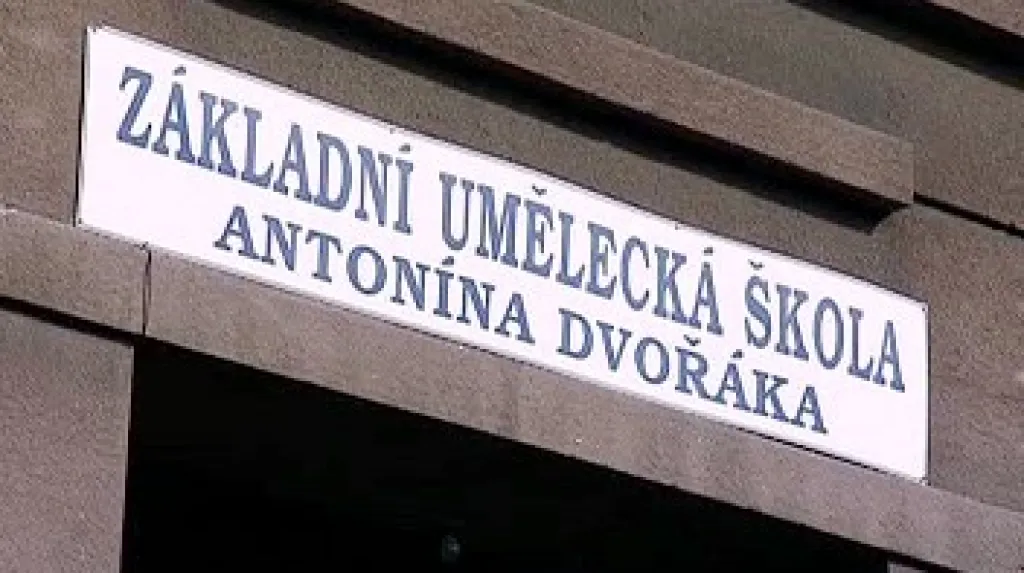 ZÁKLADNÍ UMĚLECKÁ ŠKOLA
ANTONÍNA DVOŘÁKA